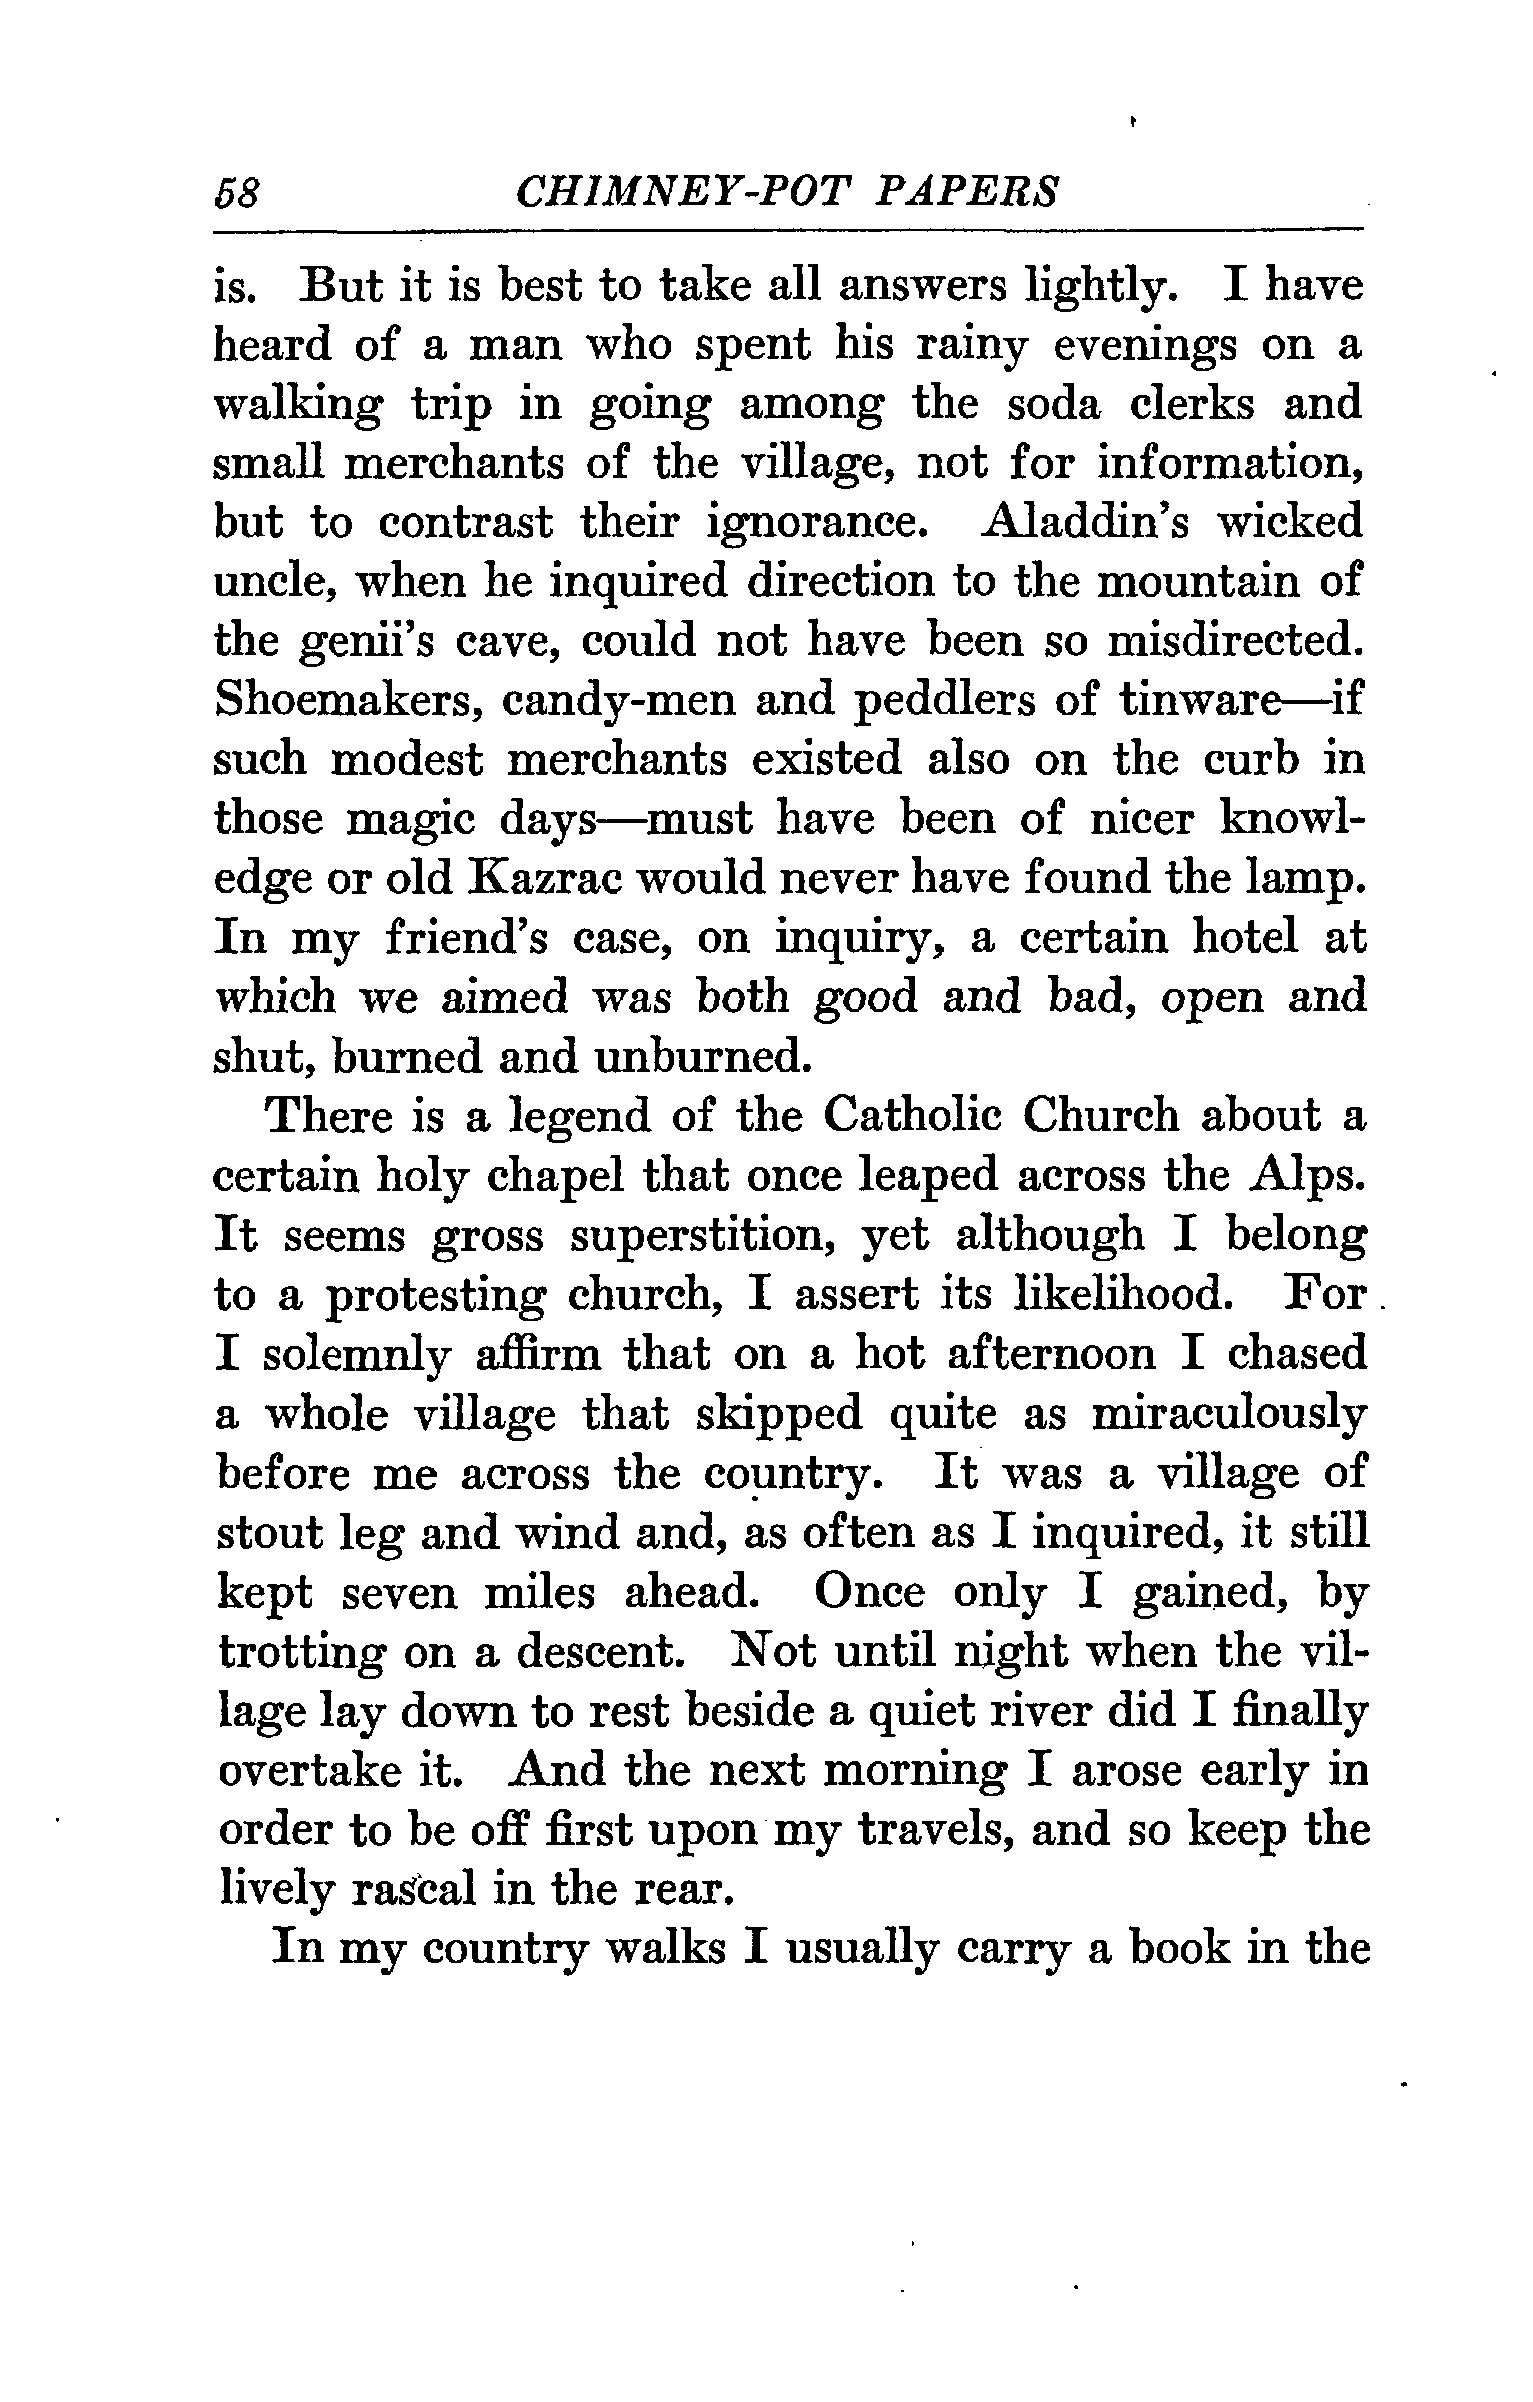 58 CHIMNEY-POT PAPERS
is. But it is best to take all answers lightly. I have
heard of a man who spent his rainy evenings on a
walking trip in going among the soda clerks and
small merchants of the village, not for information,
but to contrast their ignorance. Aladdin's wicked
uncle, when he inquired direction to the mountain of
the genii's cave, could not have been so misdirected.
Shoemakers, candy-men and peddlers of tinware—if
such modest merchants existed also on the curb in
those magic days—must have been of nicer knowl-
edge or old Kazrac would never have found the lamp.
In my friend's case, on inquiry, a certain hotel at
which we aimed was both good and bad, open and
shut, burned and unburned.
There is a legend of the Catholic Church about a
certain holy chapel that once leaped across the Alps.
It seems gross superstition, yet although I belong
to a protesting church, I assert its likelihood. For
I solemnly affirm that on a hot afternoon I chased
a whole village that skipped quite as miraculously
before me across the country. It was a village of
stout leg and wind and, as often as I inquired, it still
kept seven miles ahead. Once only I gained, by
trotting on a descent. Not until night when the vil-
lage lay down to rest beside a quiet river did I finally
overtake it. And the next morning I arose early in
order to be off first upon my travels, and so keep the
lively rascal in the rear.
In my country walks I usually carry a book in the